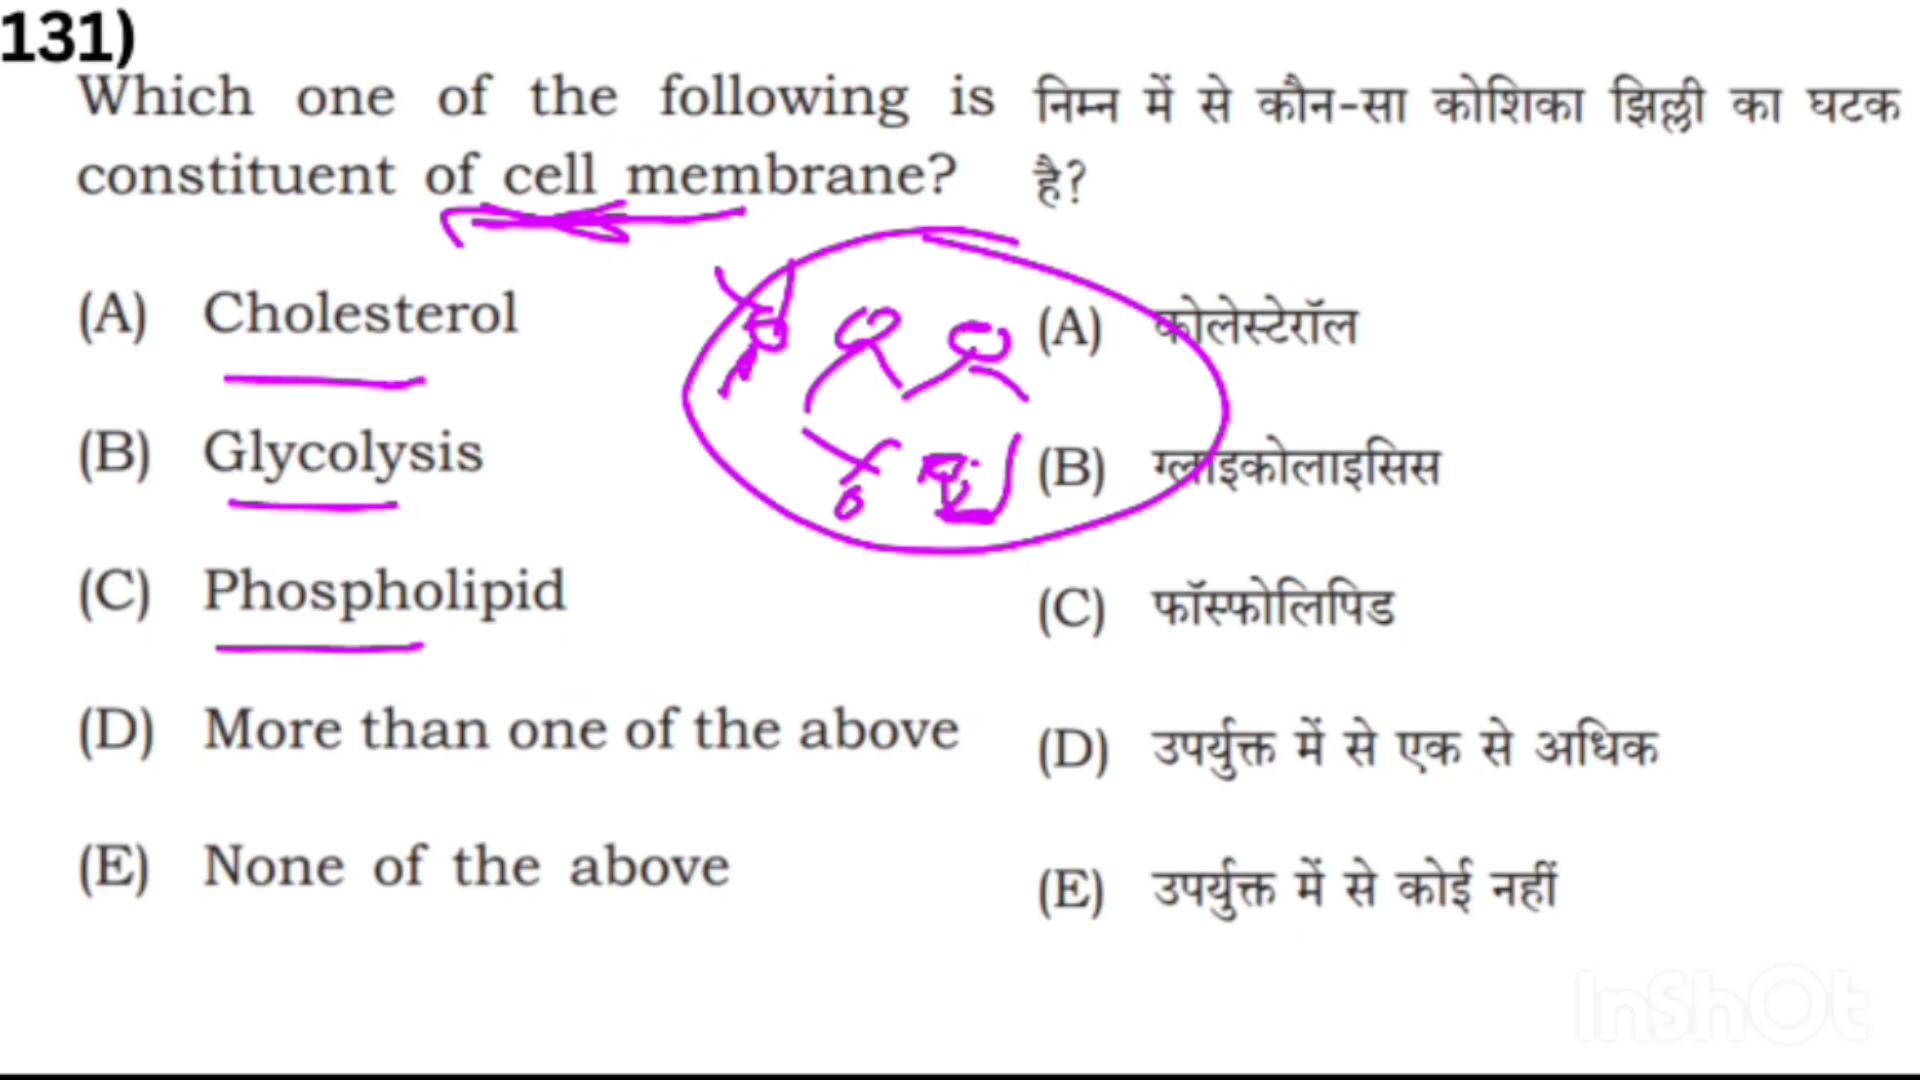 131)
Which one of the following is
constituent of cell membrane?
(A) Cholesterol
(B) Glycolysis
(C) Phospholipid
(D) More than one of the above
(E) None of the above
निम्न में से कौन-सा कोशिका झिल्ली का घटक
है?
(A) कोलेस्टेरॉल
(B) ग्लाइकोलाइसिस
(C) फॉस्फोलिपिड
(D) उपर्युक्त में से एक से अधिक
(E) उपर्युक्त में से कोई नहीं
InShOt